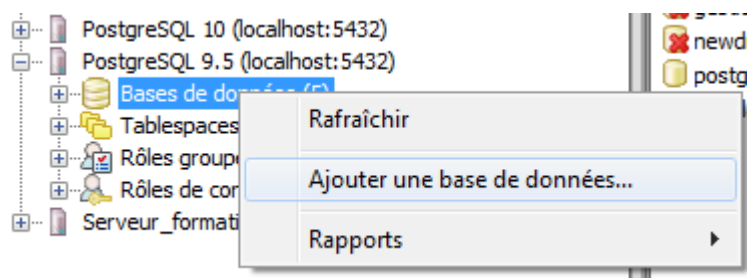 PostgreSQL 10 (localhost:5432)
PostgreSQL 9.5 (localhost:5432)
Bases de données (5)
Tablespaces
Rôles groupe
Rôles de con
Serveur_formati
Rafraîchir
Ajouter une base de données...
Rapports
newd
postg